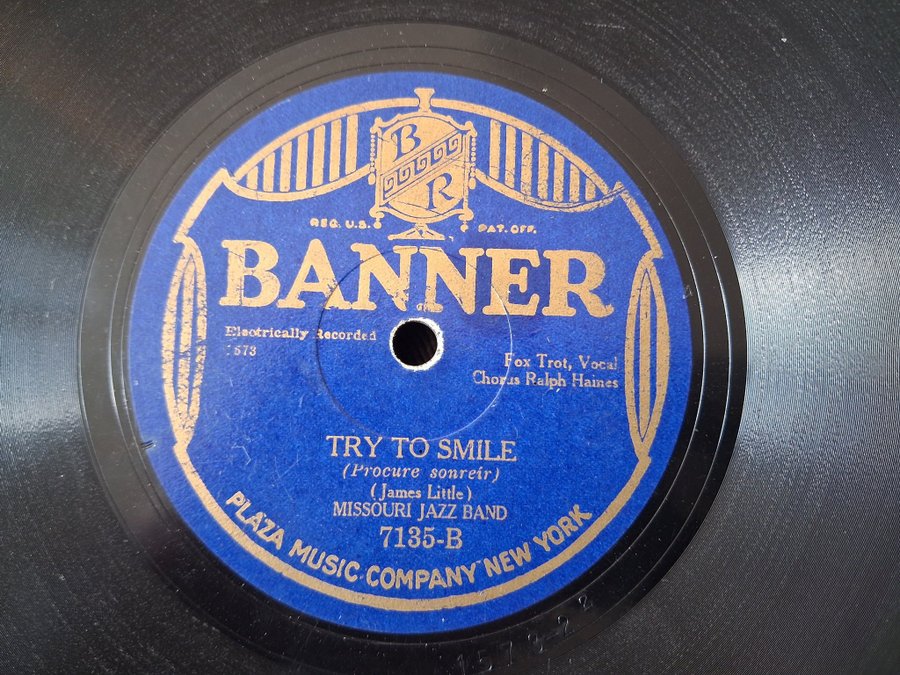 B
R
REG. U.S. PAT. OFF.
BANNER
Electrically Recorded
1573
Fox Trot, Vocal
Chorus Ralph Haines
TRY TO SMILE
(Procure sonreir)
(James Little)
MISSOURI JAZZ BAND
7135-B
PLAZA MUSIC COMPANY NEW YORK